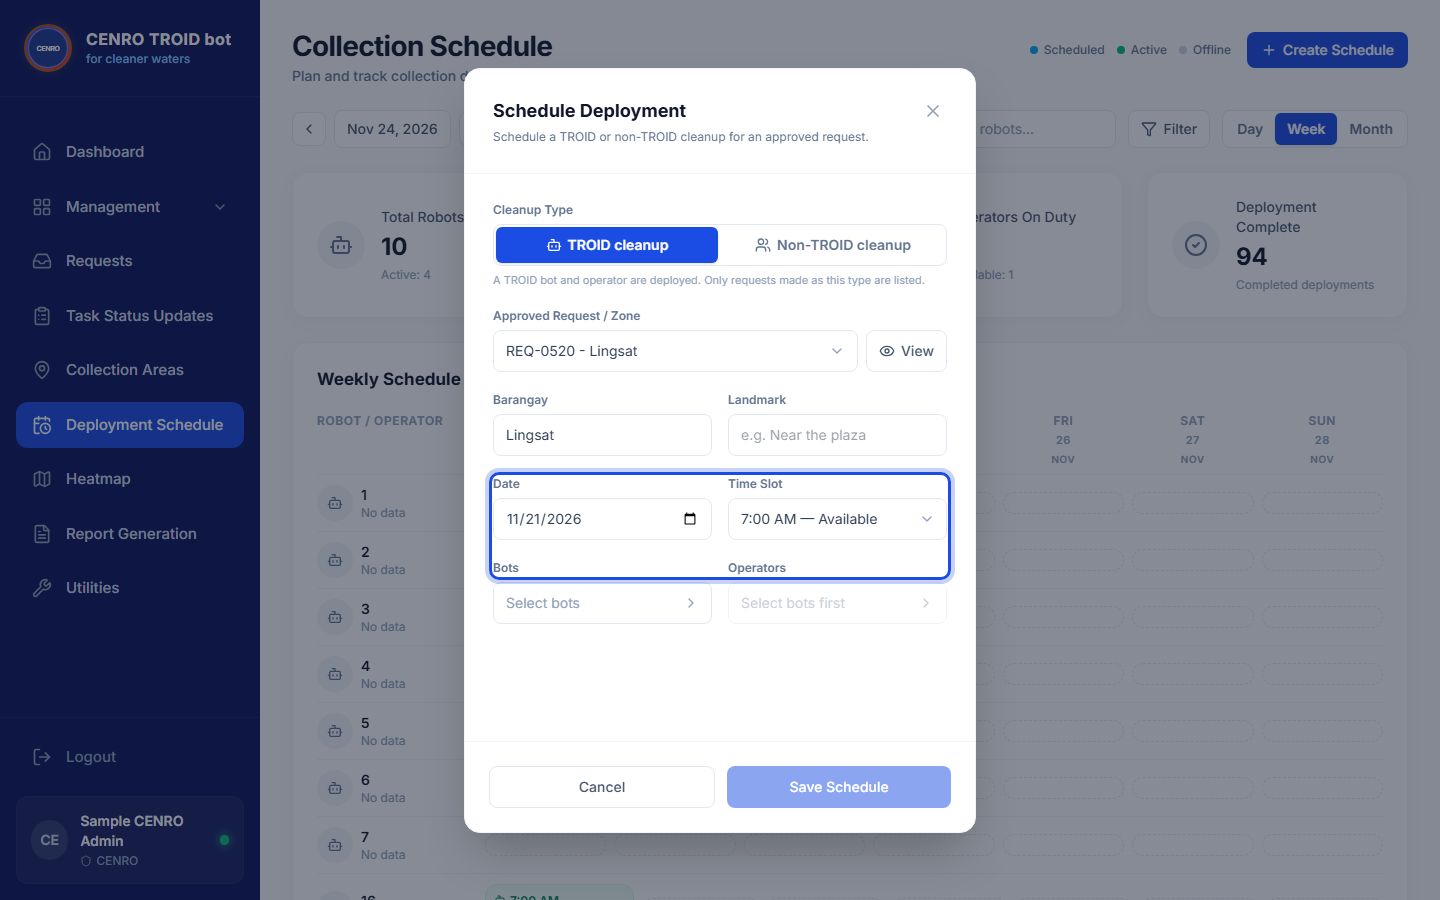 CENRO
CENRO TROID bot
for cleaner waters
Dashboard
Management
Requests
Task Status Updates
Collection Areas
Deployment Schedule
Heatmap
Report Generation
Utilities
Logout
CE
Sample CENRO
Admin
CENRO
Collection Schedule
Plan and track collection
Scheduled
Active
Offline
+ Create Schedule
Nov 24, 2026
robots...
Filter
Day
Week
Month
Total Robots
10
Active: 4
On Duty
1
Deployment
Complete
94
Completed deployments
Weekly Schedule
ROBOT / OPERATOR
FRI
26
NOV
SAT
27
NOV
SUN
28
NOV
1
No data
2
No data
3
No data
4
No data
5
No data
6
No data
7
No data
Schedule Deployment
Schedule a TROID or non-TROID cleanup for an approved request.
Cleanup Type
TROID cleanup
Non-TROID cleanup
A TROID bot and operator are deployed. Only requests made as this type are listed.
Approved Request / Zone
REQ-0520 - Lingsat
View
Barangay
Landmark
Lingsat
e.g. Near the plaza
Date
Time Slot
11/21/2026
7:00 AM — Available
Bots
Operators
Select bots
Select bots first
Cancel
Save Schedule